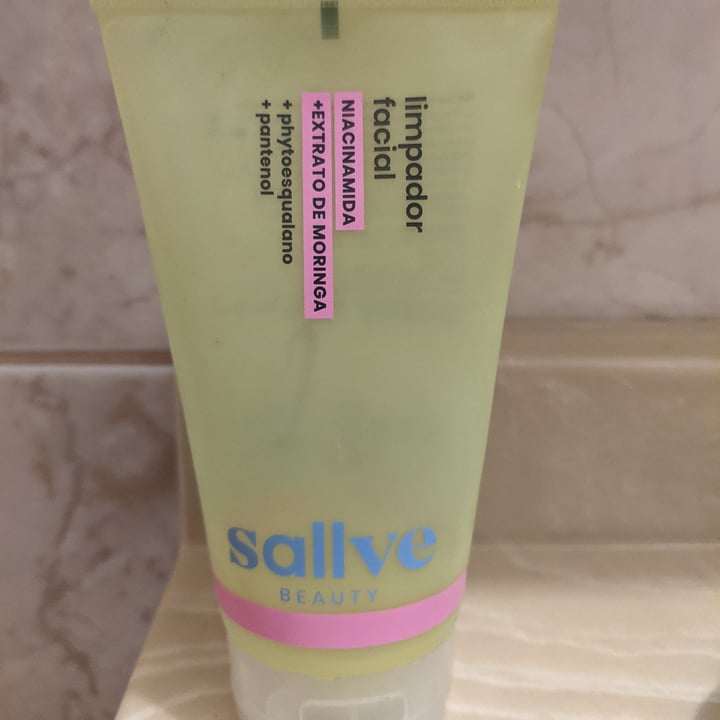 limpador
facial
NIACINAMIDA
+EXTRATO DE MORINGA
+ phytoesqualano
+ pantenol
sallve
BEAUTY